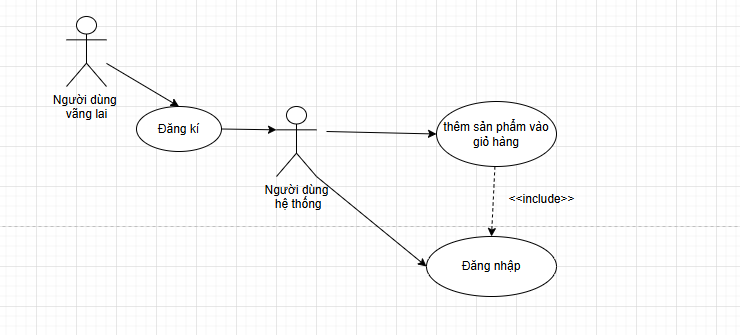 Người dùng
vãng lai
Đăng kí
Người dùng
hệ thống
thêm sản phẩm vào
giỏ hàng
<<include>>
Đăng nhập